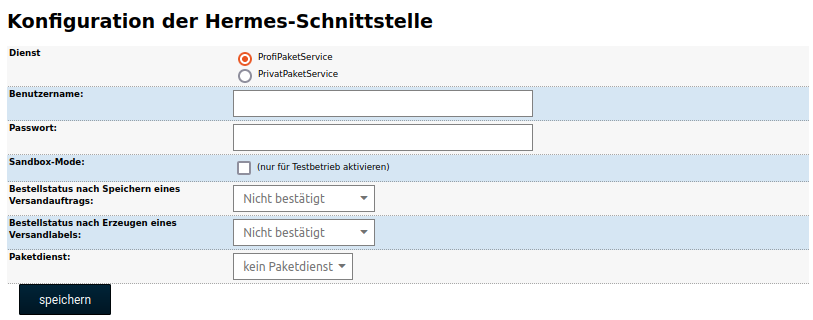 Konfiguration der Hermes-Schnittstelle
Dienst
ProfiPaketService
PrivatPaketService
Benutzername:
Passwort:
Sandbox-Mode:
(nur für Testbetrieb aktivieren)
Bestellstatus nach Speichern eines
Versandauftrags:
Nicht bestätigt
Bestellstatus nach Erzeugen eines
Versandlabels:
Nicht bestätigt
Paketdienst:
kein Paketdienst
speichern